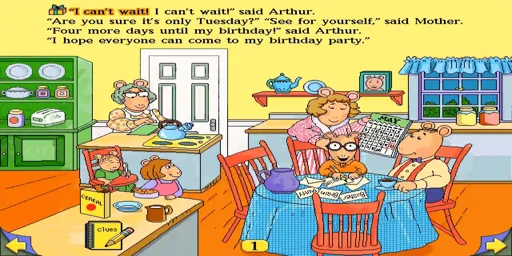 "I can't wait! I can't wait!" said Arthur.
"Are you sure it's only Tuesday?" "See for yourself," said Mother.
"Four more days until my birthday!" said Arthur.
"I hope everyone can come to my birthday party."
MAY
CEREAL
clues
1